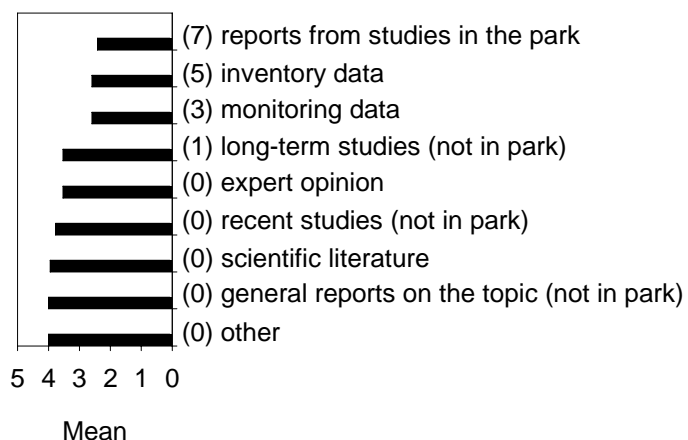 (7) reports from studies in the park
(5) inventory data
(3) monitoring data
(1) long-term studies (not in park)
(0) expert opinion
(0) recent studies (not in park)
(0) scientific literature
(0) general reports on the topic (not in park)
(0) other
5 4 3 2 1 0
Mean